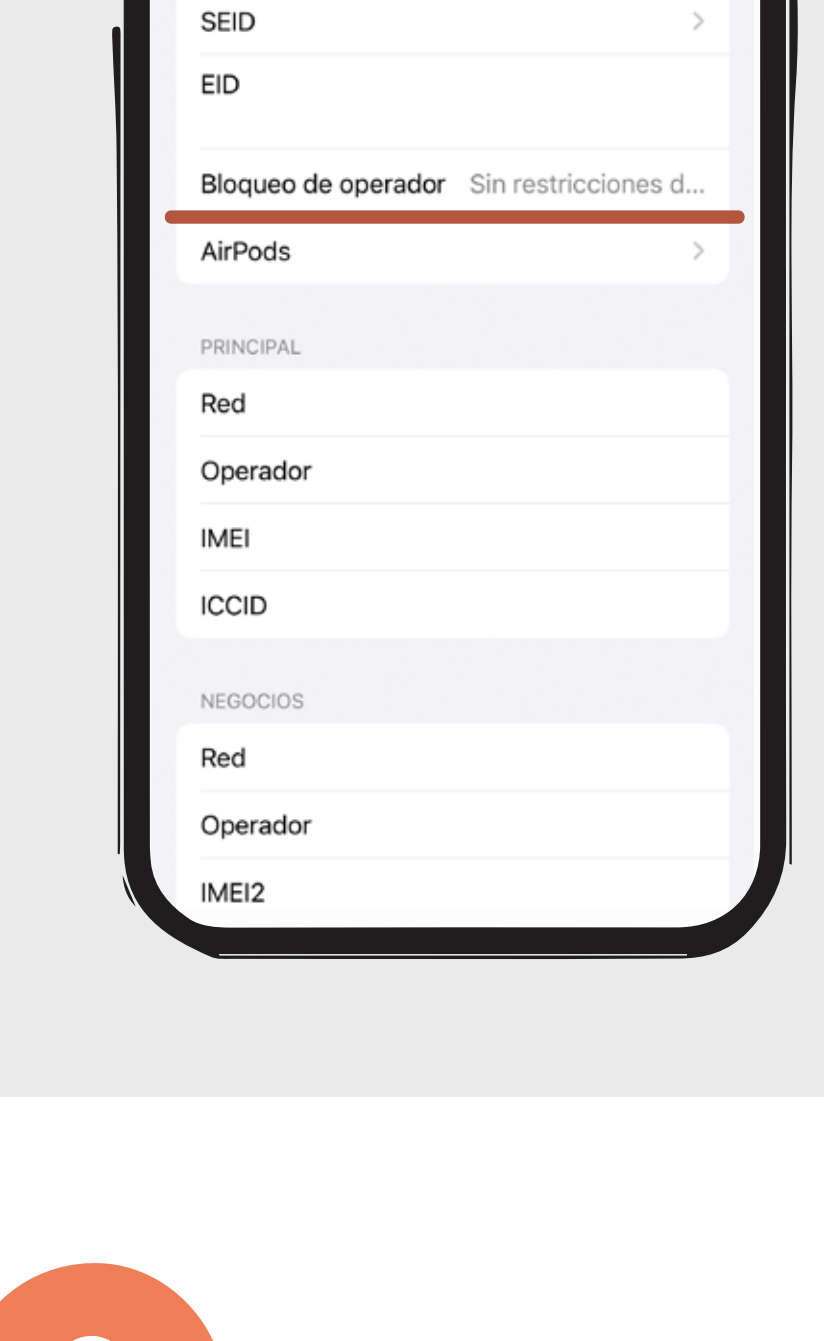 SEID
EID
Bloqueo de operador Sin restricciones d...
AirPods
PRINCIPAL
Red
Operador
IMEI
ICCID
NEGOCIOS
Red
Operador
IMEI2